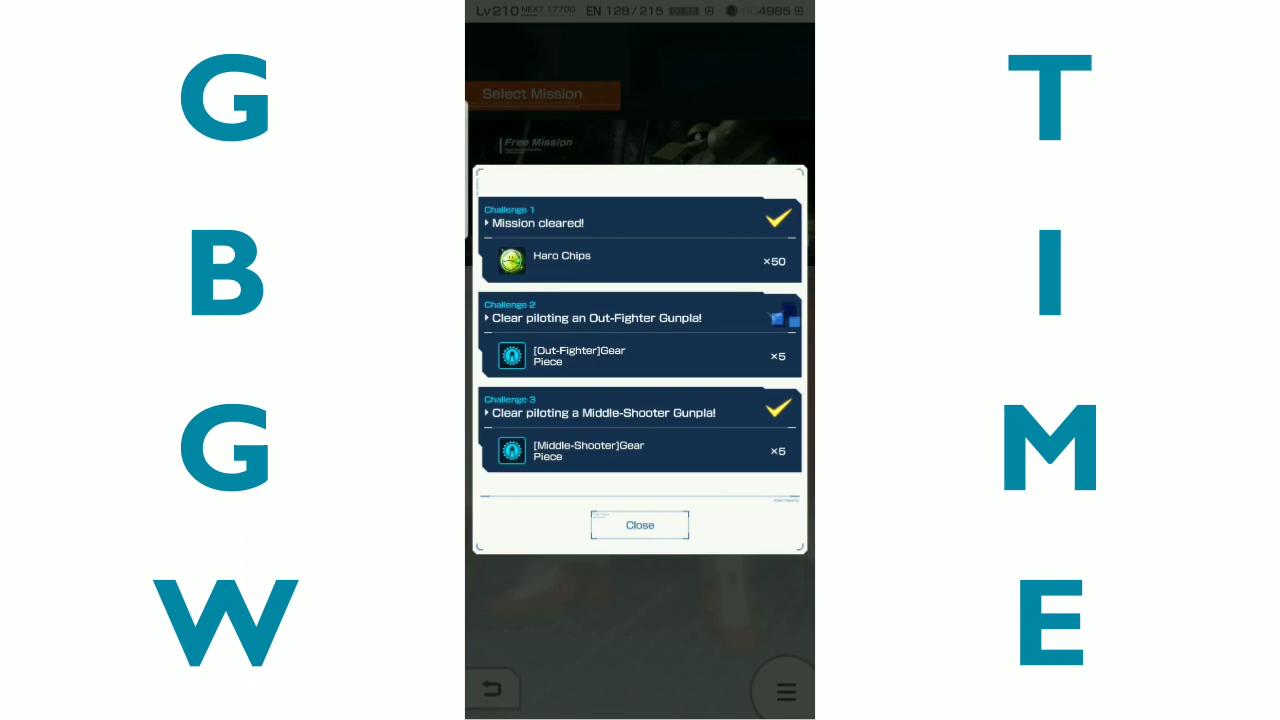 G
B
G
W
Lv210 NEXT 17700 EN 129/215
4985
Select Mission
Free Mission
Challenge 1
Mission cleared!
Haro Chips
×50
Challenge 2
Clear piloting an Out-Fighter Gunpla!
[Out-Fighter]Gear
Piece
×5
Challenge 3
Clear piloting a Middle-Shooter Gunpla!
[Middle-Shooter]Gear
Piece
×5
Close
T
I
M
E